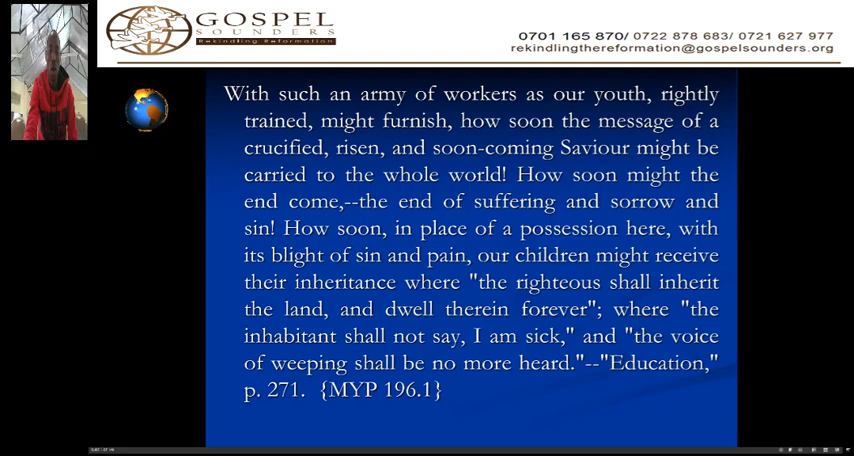 GOSPEL
SOUNDERS
Rekindling Reformation
0701 165 870/ 0722 878 683/ 0721 627 977
rekindlingthereformation@gospelsounders.org
With such an army of workers as our youth, rightly
trained, might furnish, how soon the message of a
crucified, risen, and soon-coming Saviour might be
carried to the whole world! How soon might the
end come,--the end of suffering and sorrow and
sin! How soon, in place of a possession here, with
its blight of sin and pain, our children might receive
their inheritance where "the righteous shall inherit
the land, and dwell therein forever"; where "the
inhabitant shall not say, I am sick," and "the voice
of weeping shall be no more heard."--"Education,"
p. 271. {MYP 196.1}